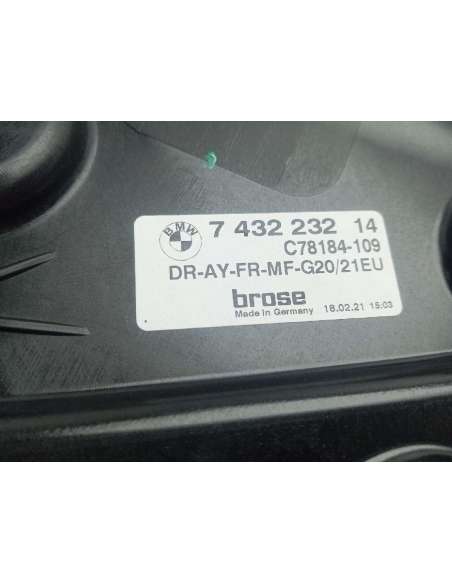 BMW
7 432 232 14
C78184-109
DR-AY-FR-MF-G20/21EU
brose
Made in Germany 18.02.21 15:03